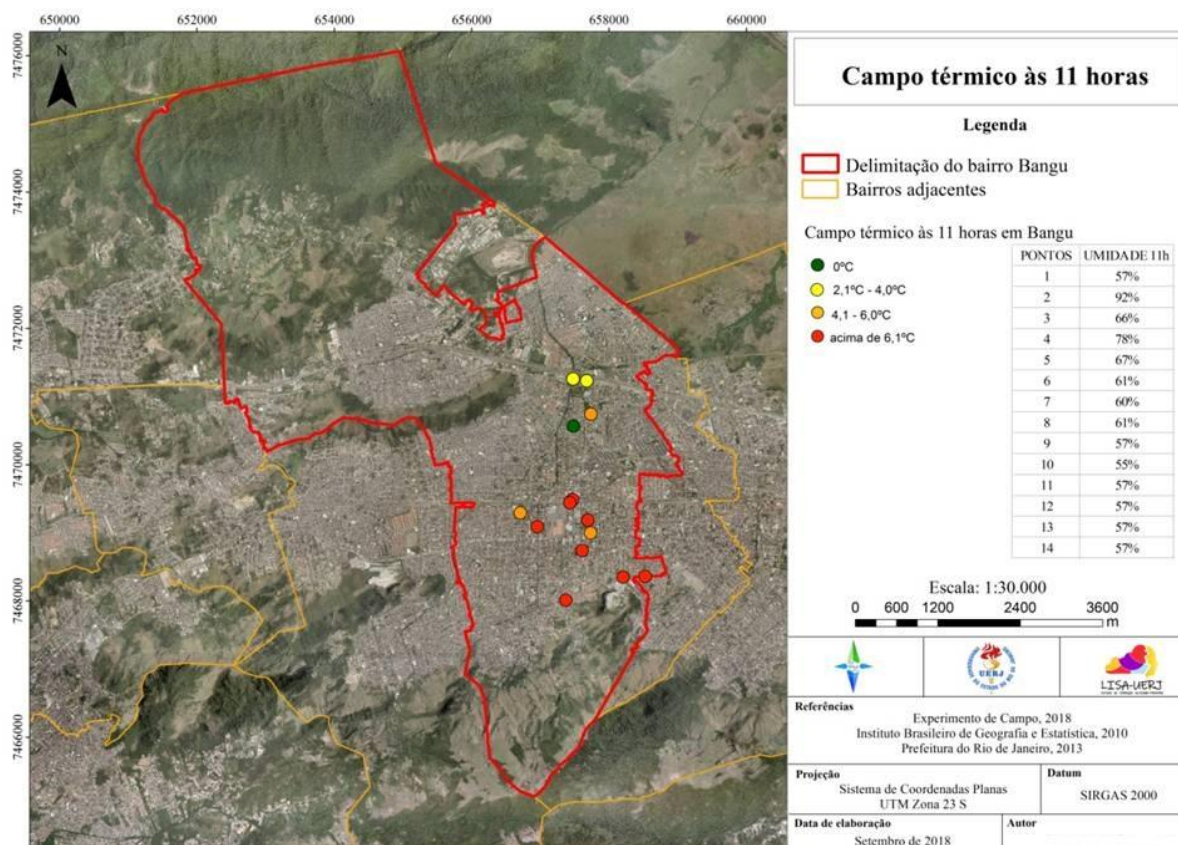 650000 652000 654000 656000 658000 660000
7476000
7474000
7472000
7470000
7468000
7466000
N
Campo térmico às 11 horas
Legenda
Delimitação do bairro Bangu
Bairros adjacentes
Campo térmico às 11 horas em Bangu
0ºC
2,1ºC - 4,0ºC
4,1 - 6,0ºC
acima de 6,1ºC
PONTOS UMIDADE 11h
1 57%
2 92%
3 66%
4 78%
5 67%
6 61%
7 60%
8 61%
9 57%
10 55%
11 57%
12 57%
13 57%
14 57%
Escala: 1:30.000
0 600 1200 2400 3600
m
UERJ
LISA-UERJ
Referências
Experimento de Campo, 2018
Instituto Brasileiro de Geografia e Estatística, 2010
Prefeitura do Rio de Janeiro, 2013
Projeção
Sistema de Coordenadas Planas
UTM Zona 23 S
Datum
SIRGAS 2000
Data de elaboração
Setembro de 2018
Autor